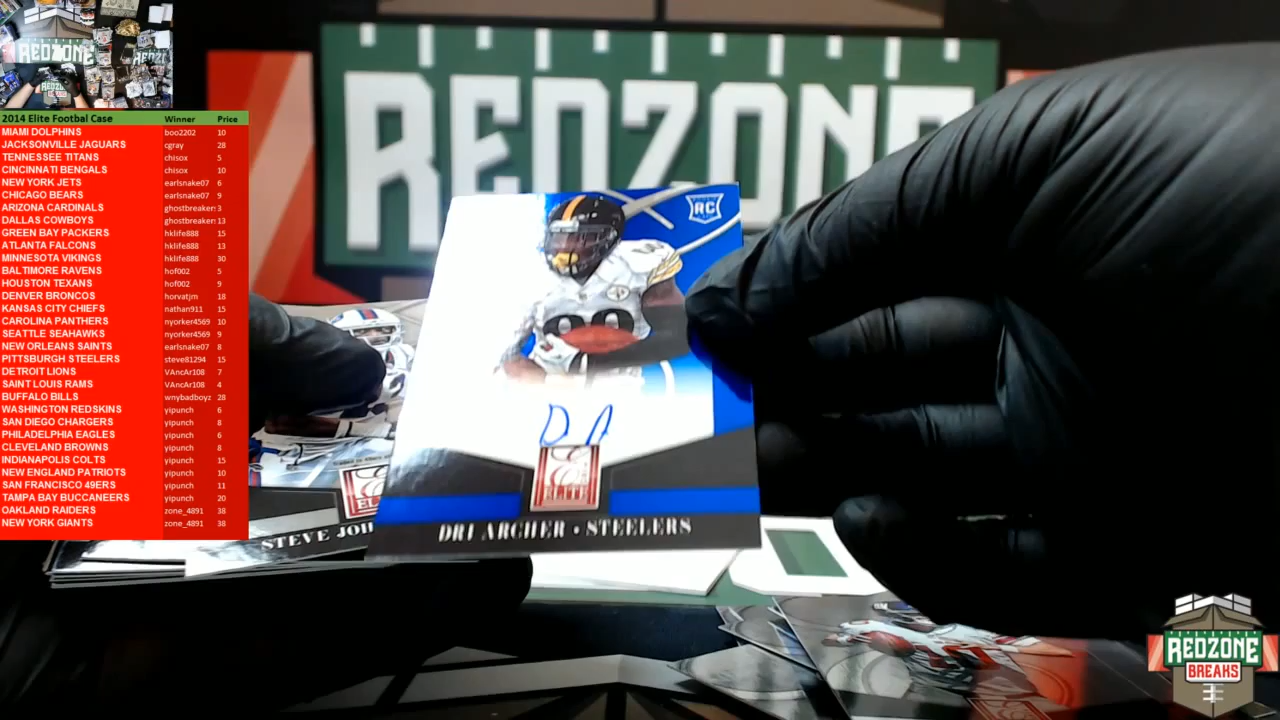 REDZONE
REDZONE
2014 Elite Footbal Case Winner Price
MIAMI DOLPHINS boo2202 10
JACKSONVILLE JAGUARS cgray 28
TENNESSEE TITANS chisox 5
CINCINNATI BENGALS chisox 10
NEW YORK JETS earlsnake07 6
CHICAGO BEARS earlsnake07 9
ARIZONA CARDINALS ghostbreaker 3
DALLAS COWBOYS ghostbreaker 13
GREEN BAY PACKERS hklife888 15
ATLANTA FALCONS hklife888 13
MINNESOTA VIKINGS hklife888 30
BALTIMORE RAVENS hof002 5
HOUSTON TEXANS hof002 9
DENVER BRONCOS horvatjm 18
KANSAS CITY CHIEFS nathan911 15
CAROLINA PANTHERS nyorker4569 10
SEATTLE SEAHAWKS nyorker4569 9
NEW ORLEANS SAINTS earlsnake07 8
PITTSBURGH STEELERS steve81294 15
DETROIT LIONS VAncAr108 7
SAINT LOUIS RAMS VAncAr108 4
BUFFALO BILLS wnybadboyz 28
WASHINGTON REDSKINS yipunch 6
SAN DIEGO CHARGERS yipunch 8
PHILADELPHIA EAGLES yipunch 6
CLEVELAND BROWNS yipunch 8
INDIANAPOLIS COLTS yipunch 15
NEW ENGLAND PATRIOTS yipunch 10
SAN FRANCISCO 49ERS yipunch 11
TAMPA BAY BUCCANEERS yipunch 20
OAKLAND RAIDERS zone_4891 38
NEW YORK GIANTS zone_4891 38
RC
D A
ELITE
DRI ARCHER • STEELERS
STEVE JOH
REDZONE
BREAKS